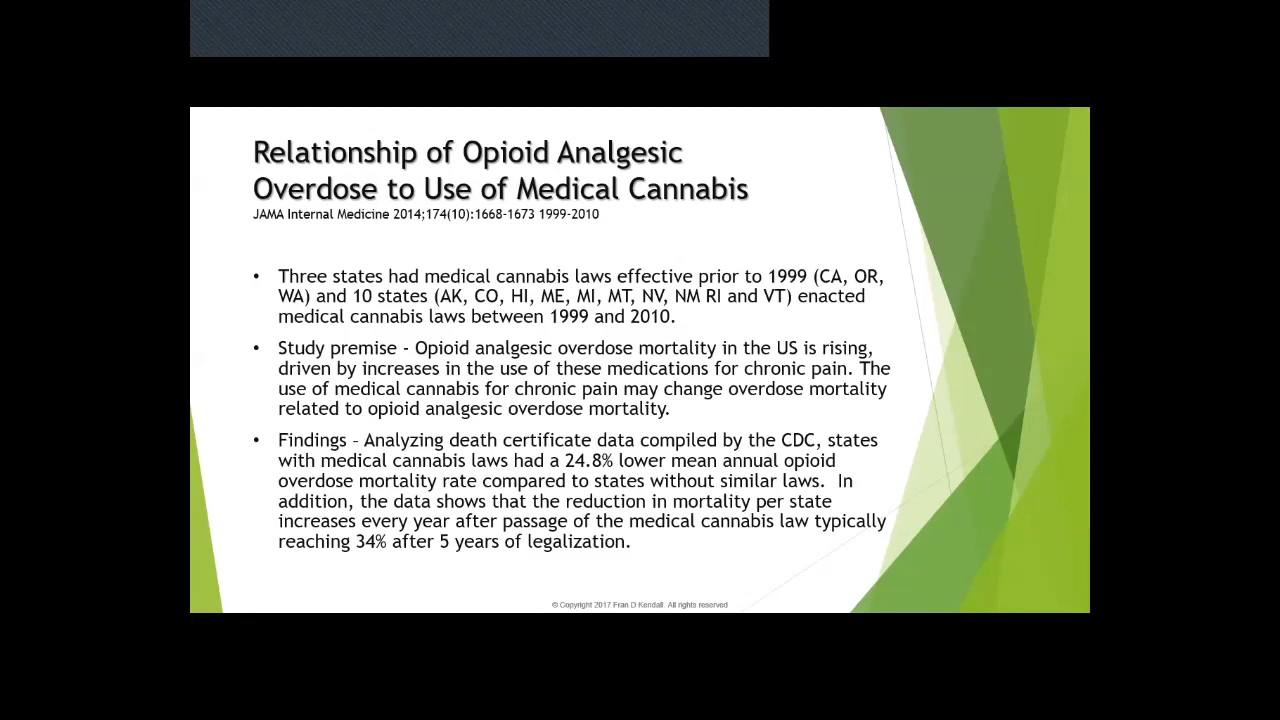 Relationship of Opioid Analgesic
Overdose to Use of Medical Cannabis
JAMA Internal Medicine 2014;174(10):1668-1673 1999-2010
• Three states had medical cannabis laws effective prior to 1999 (CA, OR,
WA) and 10 states (AK, CO, HI, ME, MI, MT, NV, NM RI and VT) enacted
medical cannabis laws between 1999 and 2010.
• Study premise - Opioid analgesic overdose mortality in the US is rising,
driven by increases in the use of these medications for chronic pain. The
use of medical cannabis for chronic pain may change overdose mortality
related to opioid analgesic overdose mortality.
• Findings – Analyzing death certificate data compiled by the CDC, states
with medical cannabis laws had a 24.8% lower mean annual opioid
overdose mortality rate compared to states without similar laws.  In
addition, the data shows that the reduction in mortality per state
increases every year after passage of the medical cannabis law typically
reaching 34% after 5 years of legalization.
© Copyright 2017 Fran D Kendall. All rights reserved